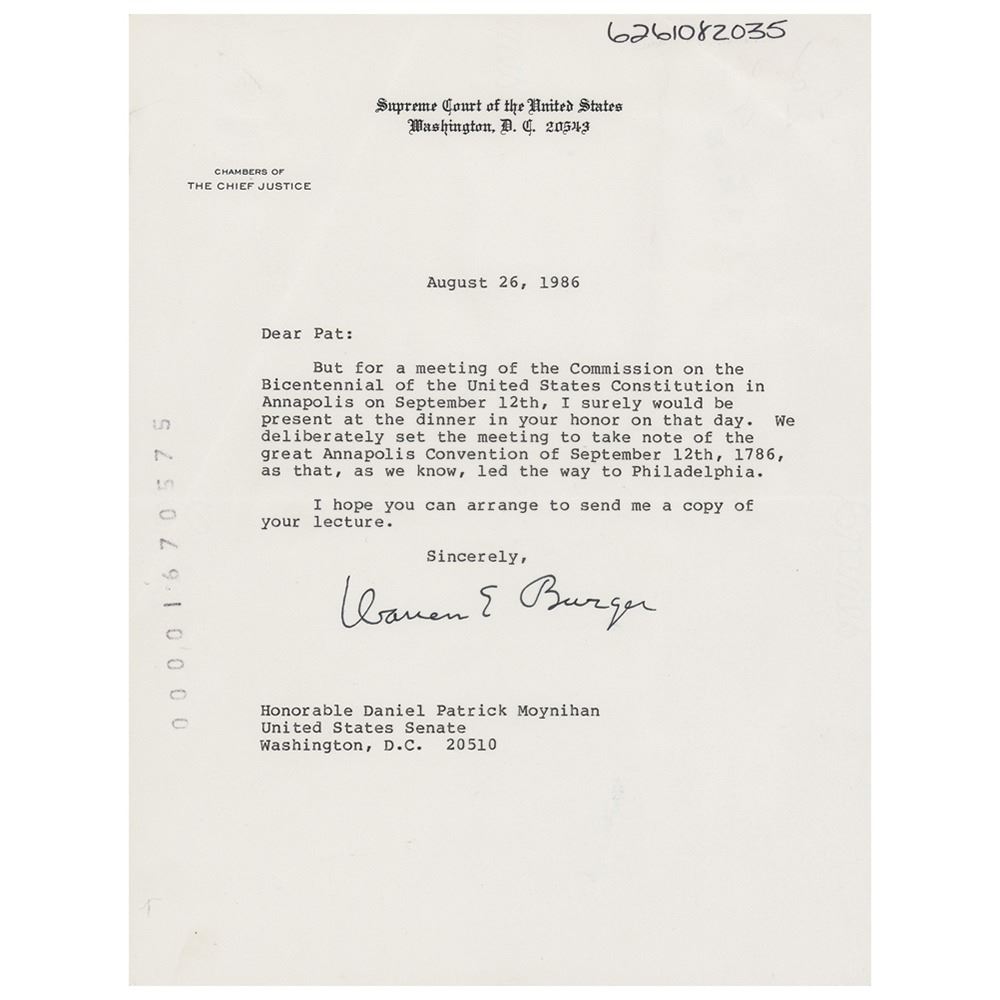 6261082035
Supreme Court of the United States
Washington, D. C. 20543
CHAMBERS OF
THE CHIEF JUSTICE
August 26, 1986
Dear Pat:
But for a meeting of the Commission on the
Bicentennial of the United States Constitution in
Annapolis on September 12th, I surely would be
present at the dinner in your honor on that day. We
deliberately set the meeting to take note of the
great Annapolis Convention of September 12th, 1786,
as that, as we know, led the way to Philadelphia.
I hope you can arrange to send me a copy of
your lecture.
Sincerely,
Warren E Burger
Honorable Daniel Patrick Moynihan
United States Senate
Washington, D.C. 20510
00001670575